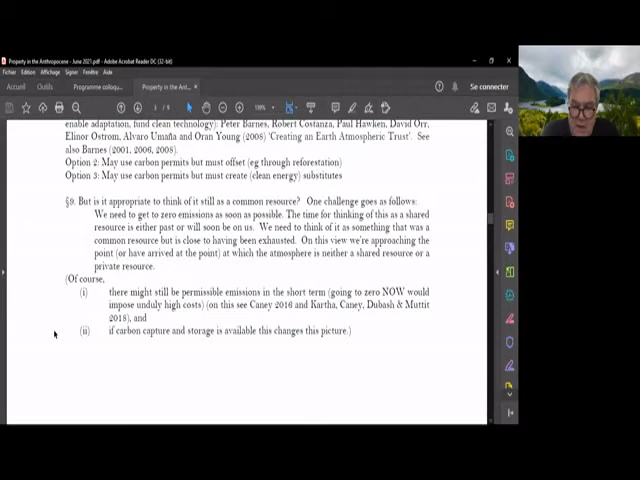 Property in the Anthropocene - June 2021.pdf - Adobe Acrobat Reader DC (32-bit)
Fichier Edition Affichage Signer Fenêtre Aide
Accueil Outils Programme colloqu... Property in the Ant... × Se connecter
enable adaptation, fund clean technology): Peter Barnes, Robert Costanza, Paul Hawken, David Orr,
Elinor Ostrom, Alvaro Umaña and Oran Young (2008) 'Creating an Earth Atmospheric Trust'. See
also Barnes (2001, 2006, 2008).
Option 2: May use carbon permits but must offset (eg through reforestation)
Option 3: May use carbon permits but must create (clean energy) substitutes
§9. But is it appropriate to think of it still as a common resource? One challenge goes as follows:
We need to get to zero emissions as soon as possible. The time for thinking of this as a shared
resource is either past or will soon be on us. We need to think of it as something that was a
common resource but is close to having been exhausted. On this view we're approaching the
point (or have arrived at the point) at which the atmosphere is neither a shared resource or a
private resource.
(Of course,
(i) there might still be permissible emissions in the short term (going to zero NOW would
impose unduly high costs) (on this see Caney 2016 and Kartha, Caney, Dubash & Muttit
2018), and
(ii) if carbon capture and storage is available this changes this picture.)